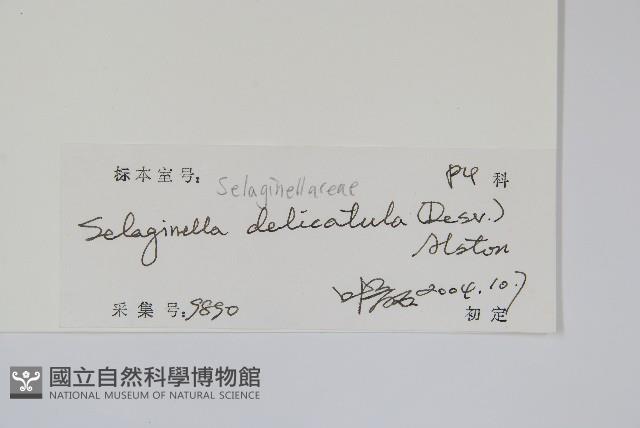 标本室号: P4 科
Selaginellareae
Selaginella delicatula (Desv.)
Alston
2004.10.7
采集号: 9890 初定
國立自然科學博物館
NATIONAL MUSEUM OF NATURAL SCIENCE